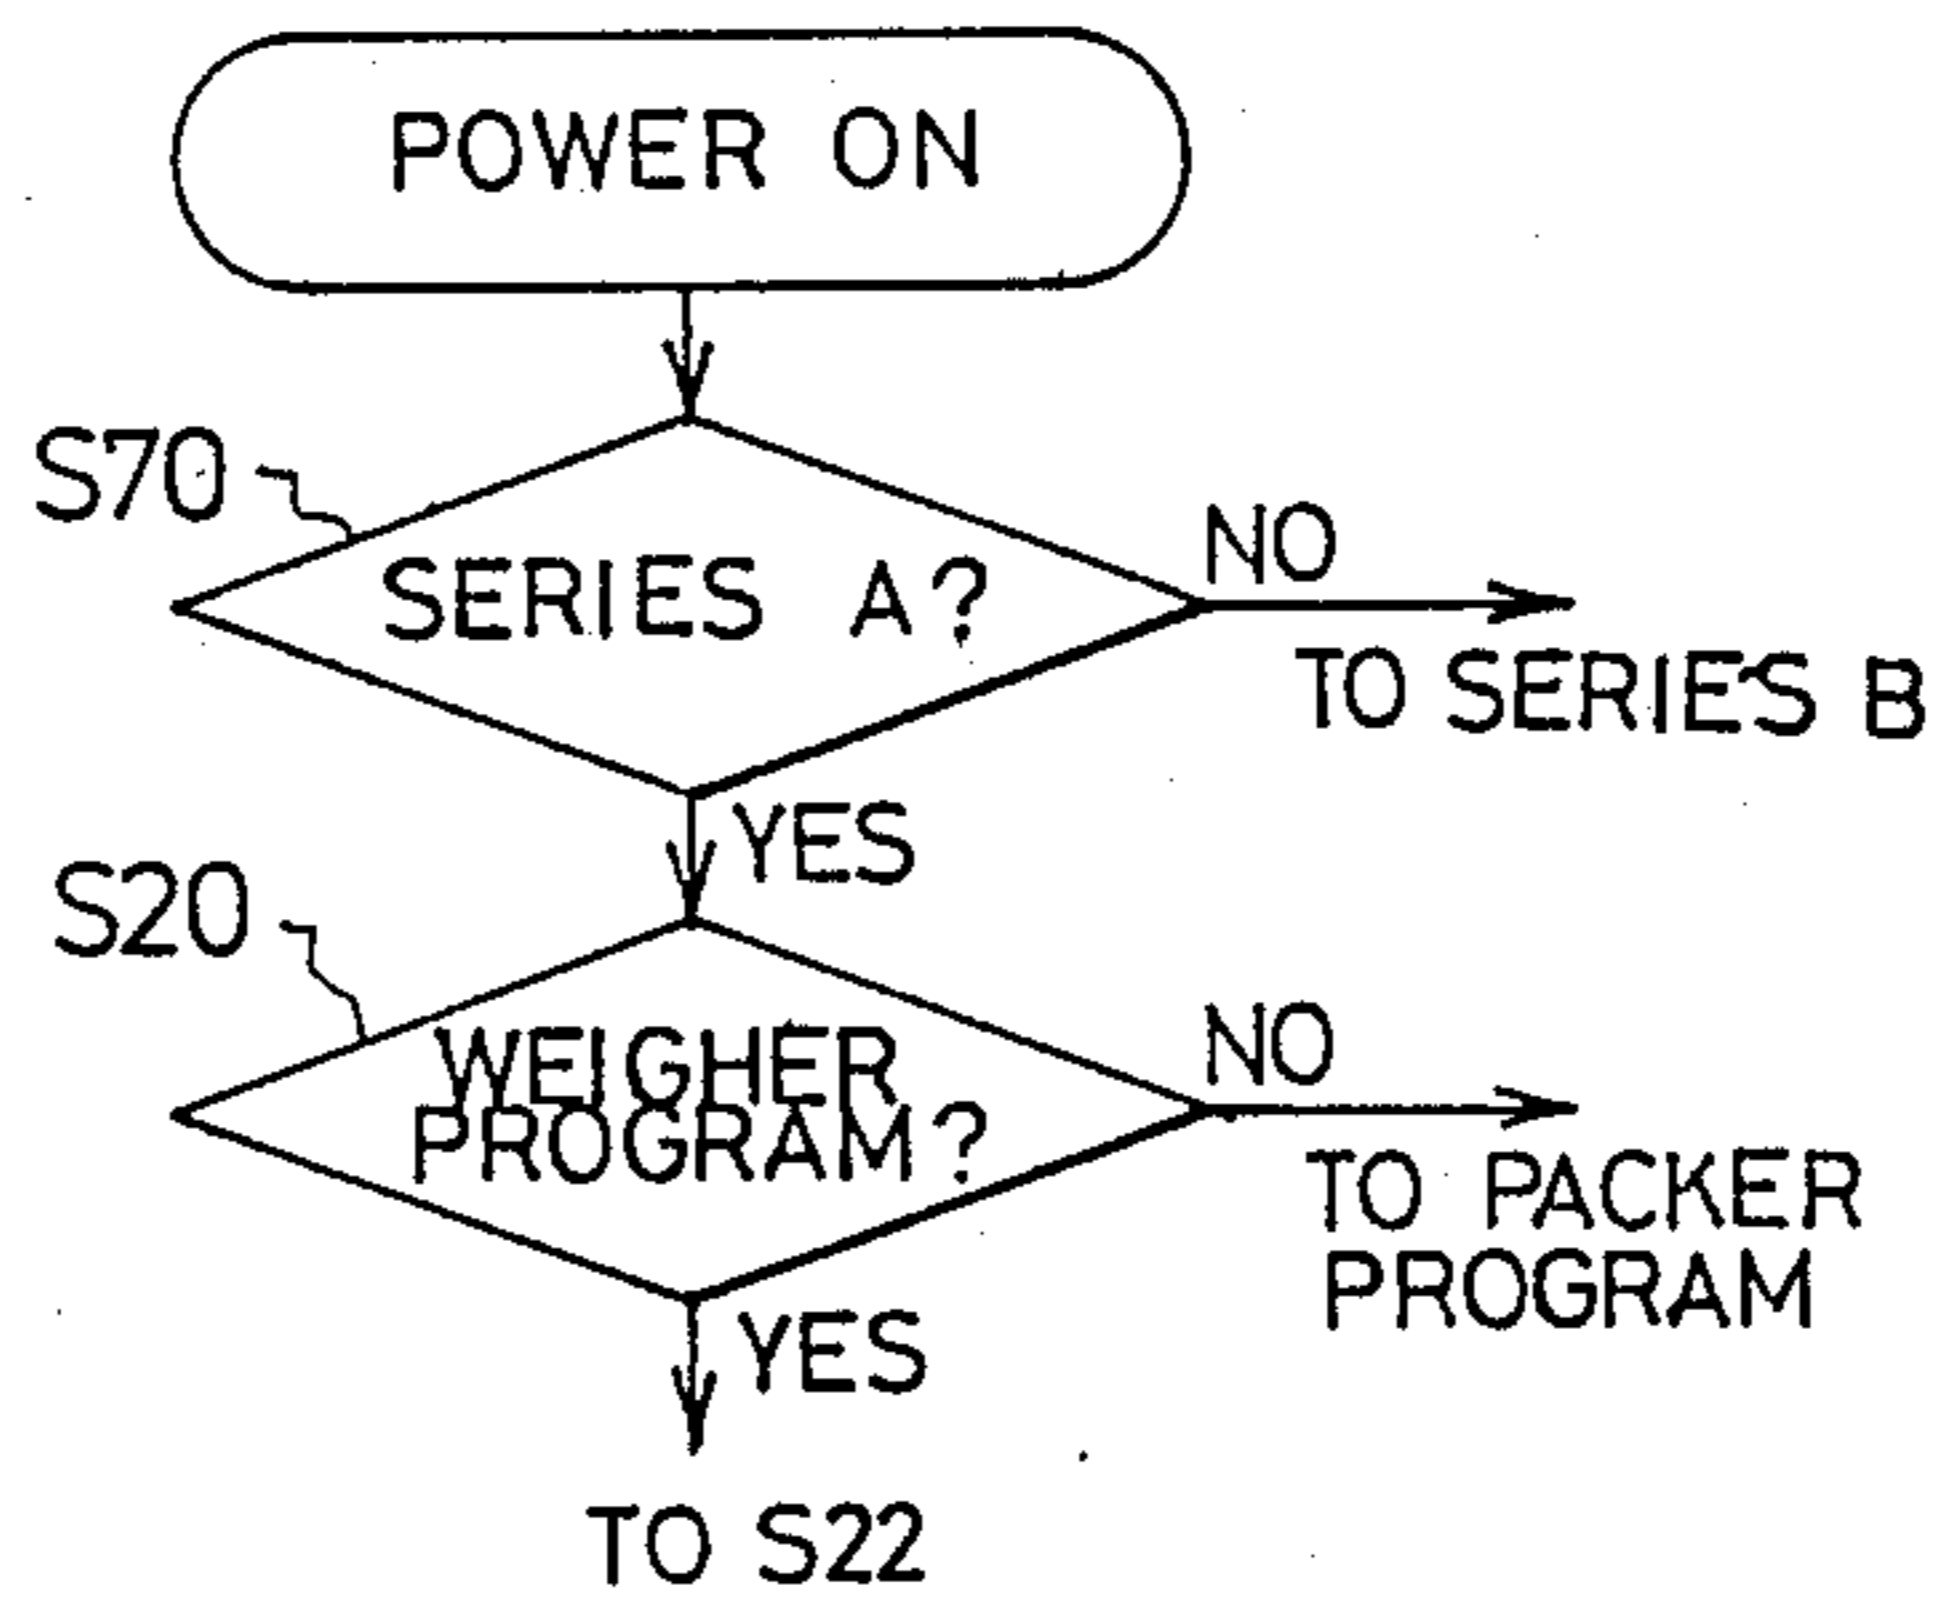 POWER ON
S70
SERIES A?
NO
TO SERIES B
YES
S20
WEIGHER
PROGRAM?
NO
TO PACKER
PROGRAM
YES
TO S22